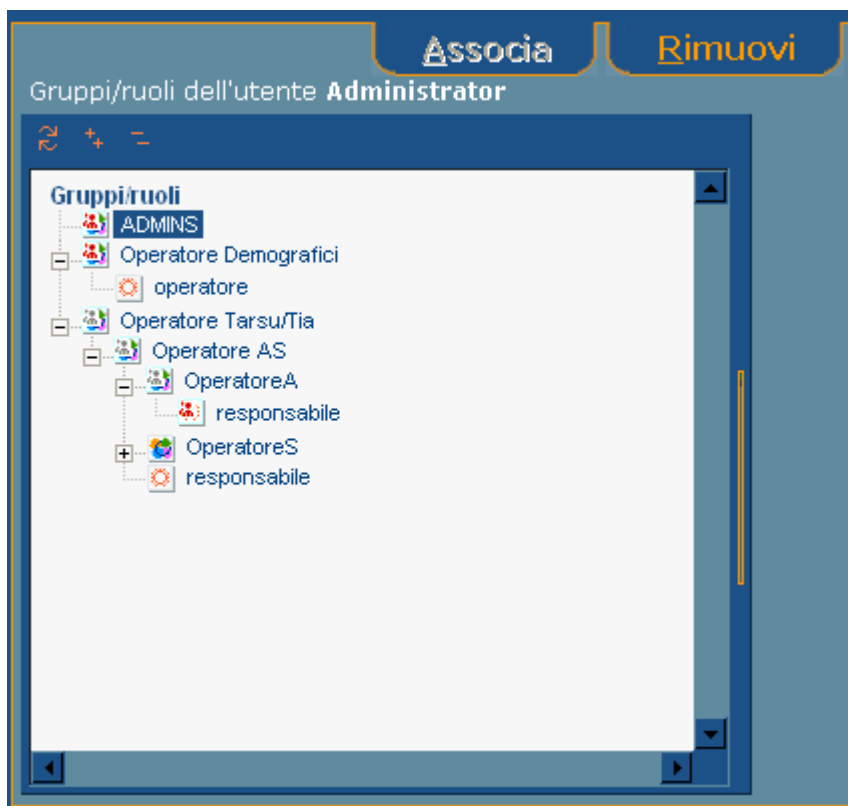 Associa Rimuovi
Gruppi/ruoli dell'utente Administrator
Gruppi/ruoli
ADMINS
Operatore Demografici
operatore
Operatore Tarsu/Tia
Operatore AS
OperatoreA
responsabile
OperatoreS
responsabile